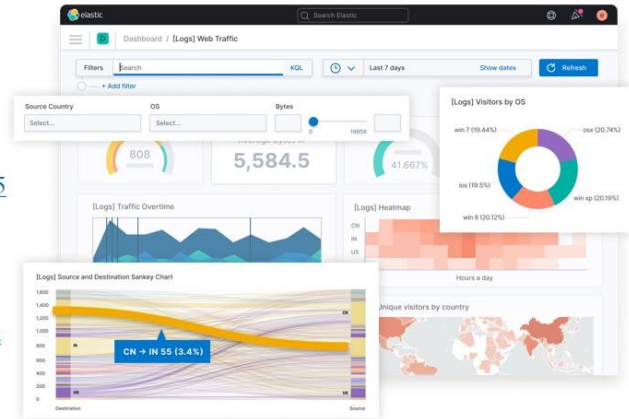 elastic
Search Elastic
D
Dashboard / [Logs] Web Traffic
Filters
Search
KQL
Last 7 days
Show dates
Refresh
+ Add filter
Source Country
OS
Bytes
Select...
Select...
0
19956
[Logs] Visitors by OS
win 7 (19.44%)
osx (20.74%)
ios (19.5%)
win xp (20.19%)
win 8 (20.12%)
808
5,584.5
41.667%
5
[Logs] Traffic Overtime
[Logs] Heatmap
CN
IN
US
Hours a day
[Logs] Source and Destination Sankey Chart
1,600
1,400
1,200
1,000
800
600
400
200
0
IN
US
CN
US
CN → IN 55 (3.4%)
Destination
Source
Unique visitors by country